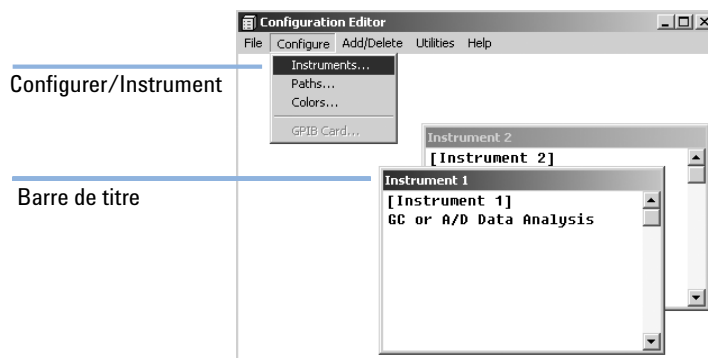 Configuration Editor
File Configure Add/Delete Utilities Help
Configurer/Instrument
Instruments...
Paths...
Colors...
GPIB Card...
Instrument 2
[Instrument 2]
Barre de titre
Instrument 1
[Instrument 1]
GC or A/D Data Analysis